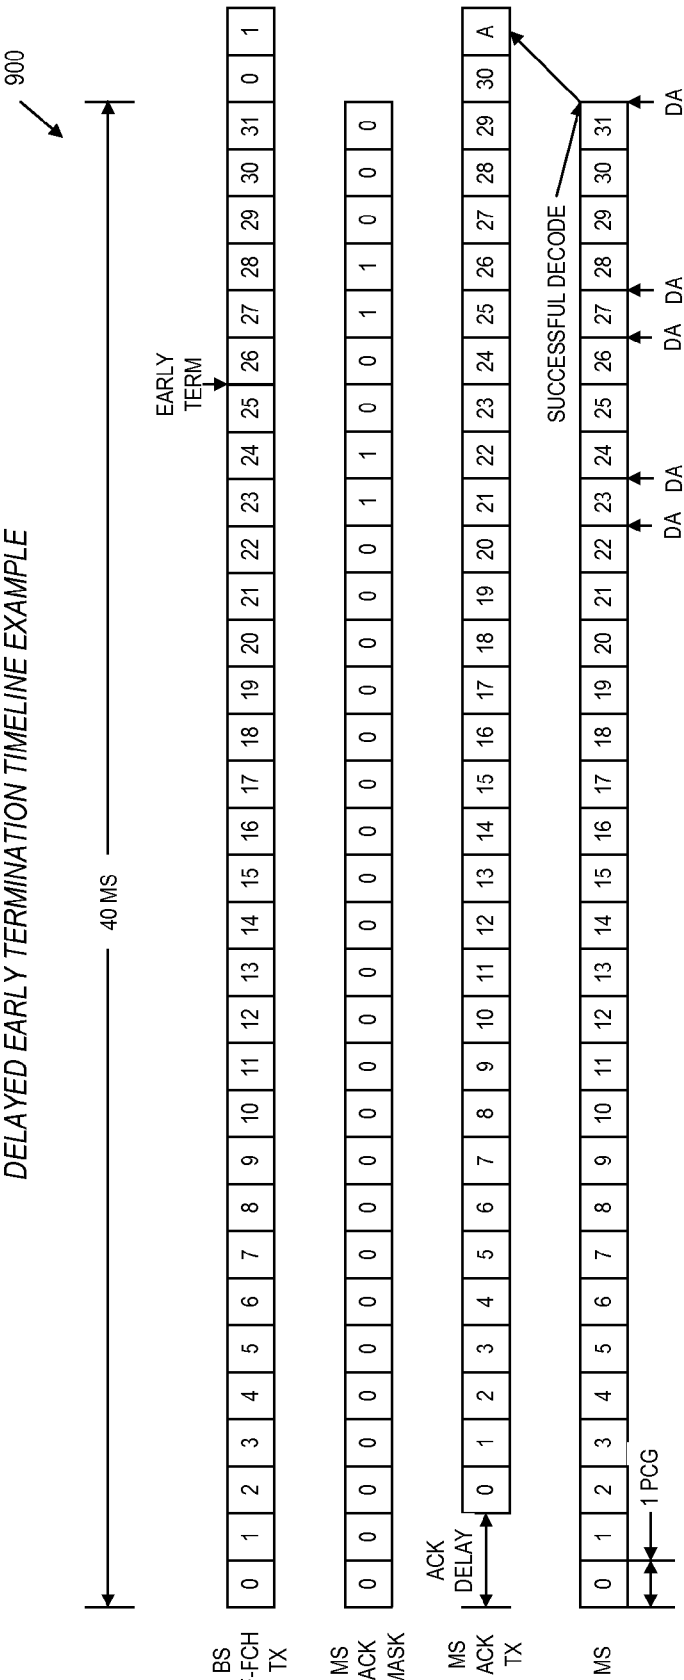 DELAYED EARLY TERMINATION TIMELINE EXAMPLE
900
40 MS
EARLY
TERM
BS
-FCH
TX
0 1 2 3 4 5 6 7 8 9 10 11 12 13 14 15 16 17 18 19 20 21 22 23 24 25 26 27 28 29 30 31 0 1
MS
ACK
MASK
0 0 0 0 0 0 0 0 0 0 0 0 0 0 0 0 0 0 0 0 0 0 0 1 1 0 0 1 1 0 0 0
ACK
DELAY
MS
ACK
TX
0 1 2 3 4 5 6 7 8 9 10 11 12 13 14 15 16 17 18 19 20 21 22 23 24 25 26 27 28 29 30 A
SUCCESSFUL DECODE
MS
0 1 2 3 4 5 6 7 8 9 10 11 12 13 14 15 16 17 18 19 20 21 22 23 24 25 26 27 28 29 30 31
1 PCG
DA DA DA DA DA